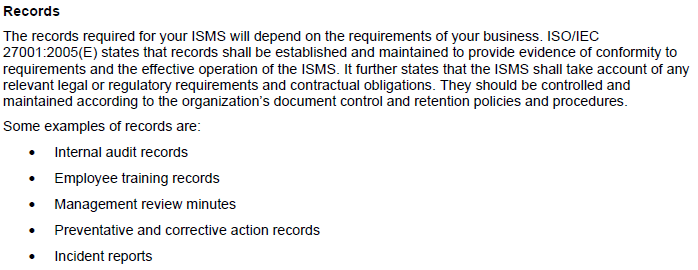 Records
The records required for your ISMS will depend on the requirements of your business. ISO/IEC
27001:2005(E) states that records shall be established and maintained to provide evidence of conformity to
requirements and the effective operation of the ISMS. It further states that the ISMS shall take account of any
relevant legal or regulatory requirements and contractual obligations. They should be controlled and
maintained according to the organization's document control and retention policies and procedures.
Some examples of records are:
• Internal audit records
• Employee training records
• Management review minutes
• Preventative and corrective action records
• Incident reports